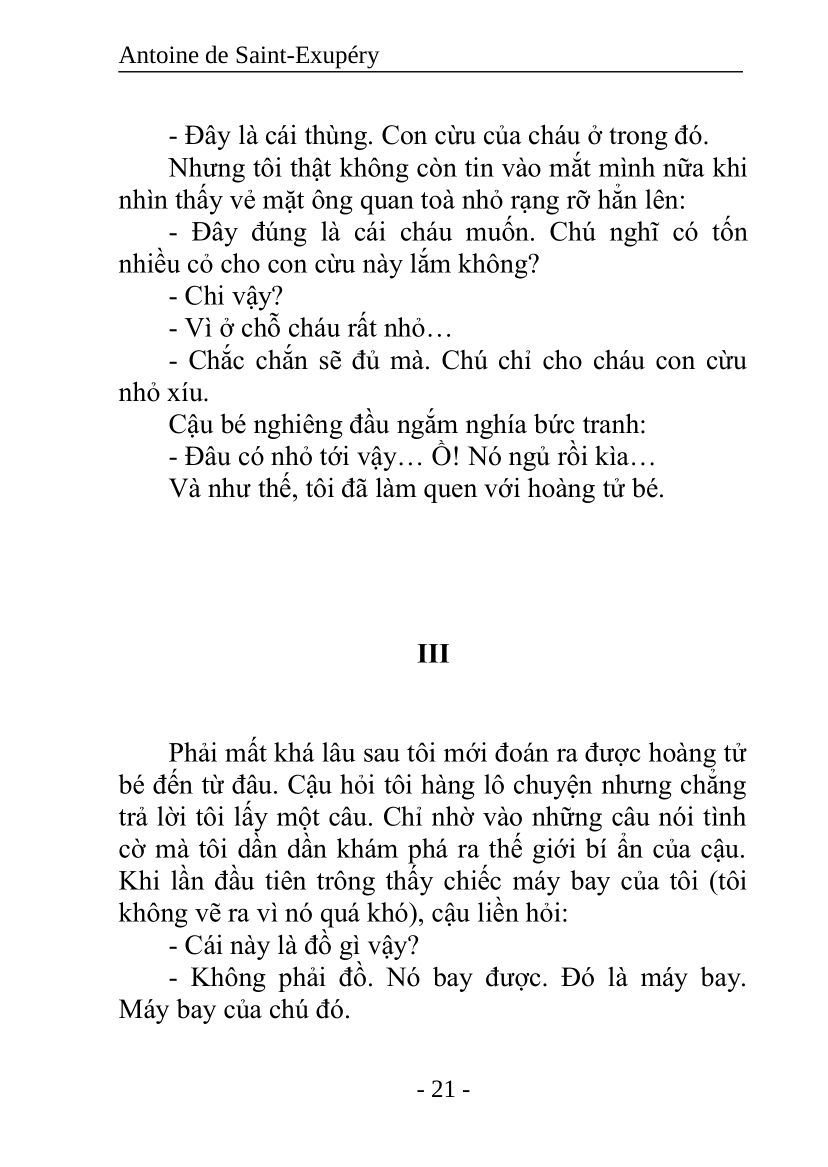 Antoine de Saint-Exupéry
- Đây là cái thùng. Con cừu của cháu ở trong đó.
Nhưng tôi thật không còn tin vào mắt mình nữa khi
nhìn thấy vẻ mặt ông quan toà nhỏ rạng rỡ hẳn lên:
- Đây đúng là cái cháu muốn. Chú nghĩ có tốn
nhiều cỏ cho con cừu này lắm không?
- Chi vậy?
- Vì ở chỗ cháu rất nhỏ…
- Chắc chắn sẽ đủ mà. Chú chỉ cho cháu con cừu
nhỏ xíu.
Cậu bé nghiêng đầu ngắm nghía bức tranh:
- Đâu có nhỏ tới vậy… Ồ! Nó ngủ rồi kìa…
Và như thế, tôi đã làm quen với hoàng tử bé.
III
Phải mất khá lâu sau tôi mới đoán ra được hoàng tử
bé đến từ đâu. Cậu hỏi tôi hàng lô chuyện nhưng chẳng
trả lời tôi lấy một câu. Chỉ nhờ vào những câu nói tình
cờ mà tôi dần dần khám phá ra thế giới bí ẩn của cậu.
Khi lần đầu tiên trông thấy chiếc máy bay của tôi (tôi
không vẽ ra vì nó quá khó), cậu liền hỏi:
- Cái này là đồ gì vậy?
- Không phải đồ. Nó bay được. Đó là máy bay.
Máy bay của chú đó.
- 21 -